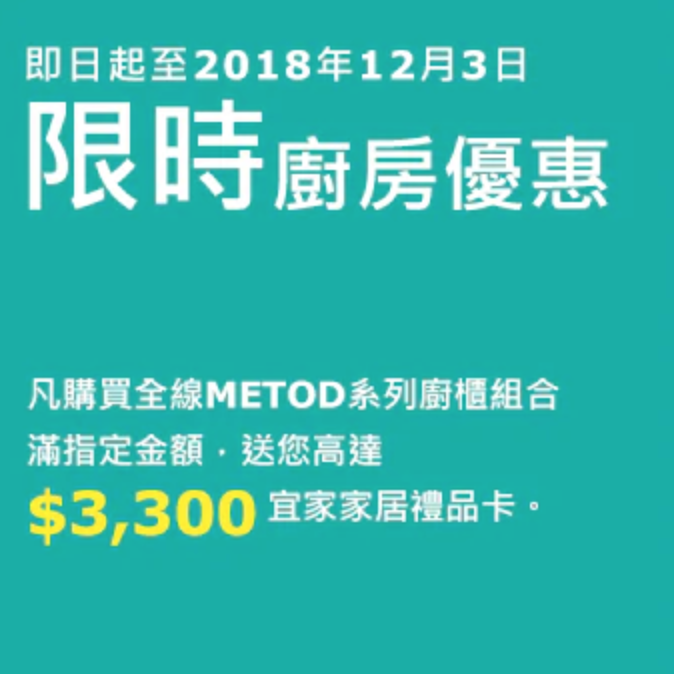 即日起至2018年12月3日
限時廚房優惠
凡購買全線METOD系列廚櫃組合
滿指定金額，送您高達
$3,300 宜家家居禮品卡。